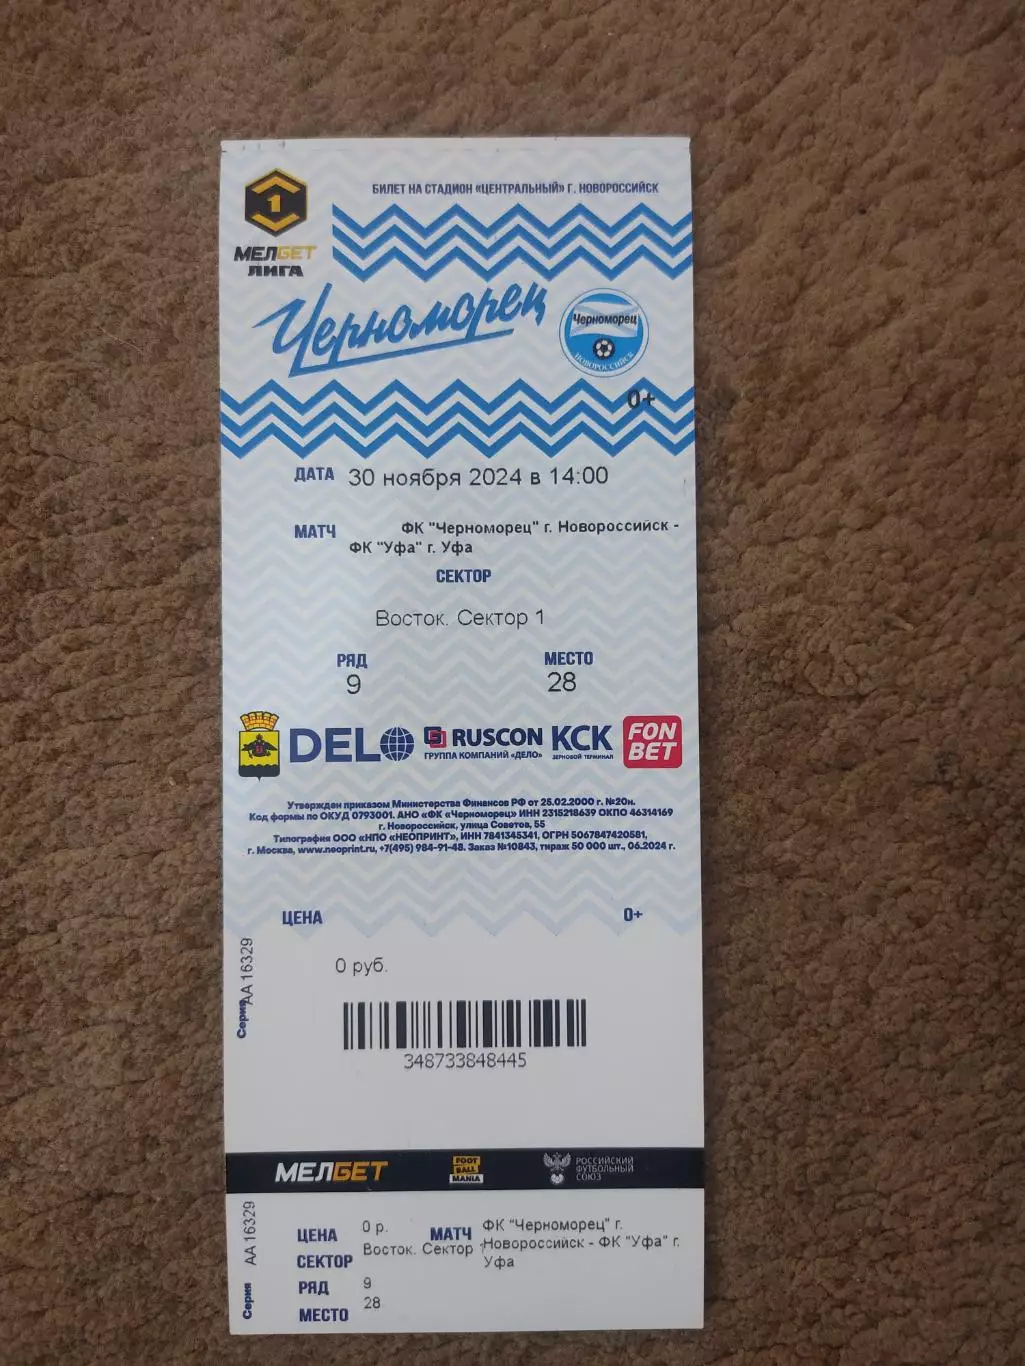 БИЛЕТ НА СТАДИОН «ЦЕНТРАЛЬНЫЙ» Г. НОВОРОССИЙСК
1
МЕЛБЕТ
ЛИГА
Черноморец
Черноморец
НОВОРОССИЙСК
0+
ДАТА 30 ноября 2024 в 14:00
МАТЧ ФК "Черноморец" г. Новороссийск -
ФК "Уфа" г. Уфа
СЕКТОР
Восток. Сектор 1
РЯД МЕСТО
9 28
DELO RUSCON КСК FON
ГРУППА КОМПАНИЙ «ДЕЛО» ЗЕРНОВОЙ ТЕРМИНАЛ BET
Утвержден приказом Министерства Финансов РФ от 25.02.2000 г. №20н.
Код формы по ОКУД 0793001. АНО «ФК «Черноморец» ИНН 2315218639 ОКПО 46314169
г. Новороссийск, улица Советов, 55
Типография ООО «НПО «НЕОПРИНТ», ИНН 7841345341, ОГРН 5067847420581,
г. Москва, www.neoprint.ru, +7(495) 984-91-48. Заказ №10843, тираж 50 000 шт., 06.2024 г.
ЦЕНА 0+
0 руб.
Серия АА 16329
348733848445
МЕЛБЕТ
FOOT
BALL
MANIA
РОССИЙСКИЙ
ФУТБОЛЬНЫЙ
СОЮЗ
Серия АА 16329
ЦЕНА 0 р. МАТЧ ФК "Черноморец" г.
СЕКТОР Восток. Сектор 1 Новороссийск - ФК "Уфа" г.
Уфа
РЯД 9
МЕСТО 28